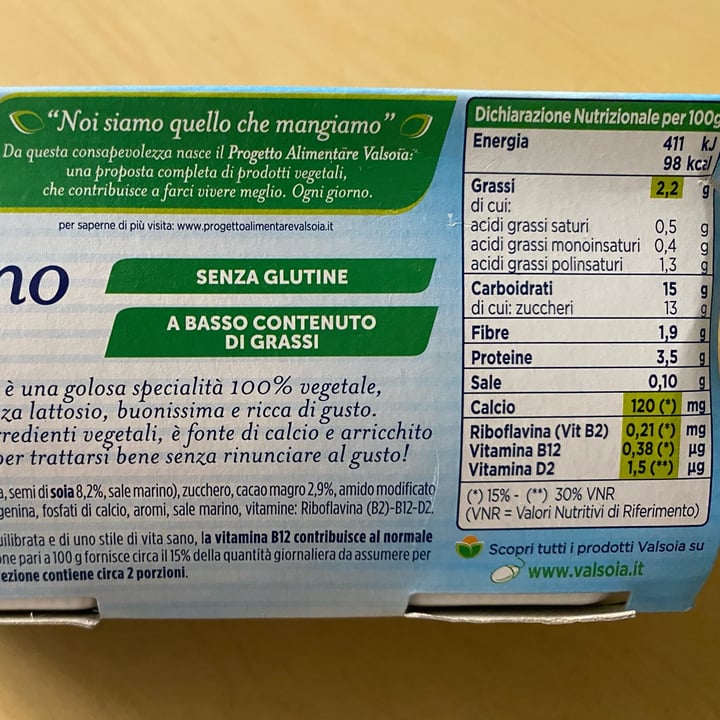 “Noi siamo quello che mangiamo”
Da questa consapevolezza nasce il Progetto Alimentare Valsoia:
una proposta completa di prodotti vegetali,
che contribuisce a farci vivere meglio. Ogni giorno.
per saperne di più visita: www.progettoalimentarevalsoia.it
no
SENZA GLUTINE
A BASSO CONTENUTO
DI GRASSI
è una golosa specialità 100% vegetale,
za lattosio, buonissima e ricca di gusto.
redienti vegetali, è fonte di calcio e arricchito
per trattarsi bene senza rinunciare al gusto!
a, semi di soia 8,2%, sale marino), zucchero, cacao magro 2,9%, amido modificato
genina, fosfati di calcio, aromi, sale marino, vitamine: Riboflavina (B2)-B12-D2.
uilibrata e di uno stile di vita sano, la vitamina B12 contribuisce al normale
one pari a 100 g fornisce circa il 15% della quantità giornaliera da assumere per
ezione contiene circa 2 porzioni.
Dichiarazione Nutrizionale per 100g
Energia 411 kJ
98 kcal
Grassi 2,2 g
di cui:
acidi grassi saturi 0,5 g
acidi grassi monoinsaturi 0,4 g
acidi grassi polinsaturi 1,3 g
Carboidrati 15 g
di cui: zuccheri 13 g
Fibre 1,9 g
Proteine 3,5 g
Sale 0,10 g
Calcio 120 (*) mg
Riboflavina (Vit B2) 0,21 (*) mg
Vitamina B12 0,38 (*) µg
Vitamina D2 1,5 (**) µg
(*) 15% - (**) 30% VNR
(VNR = Valori Nutritivi di Riferimento)
Scopri tutti i prodotti Valsoia su
www.valsoia.it